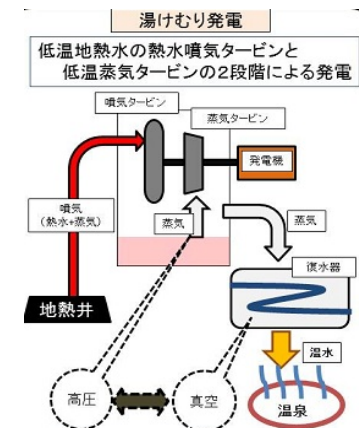 湯けむり発電
低温地熱水の熱水噴気タービンと
低温蒸気タービンの2段階による発電
噴気タービン
蒸気タービン
発電機
噴気
(熱水+蒸気)
蒸気
蒸気
復水器
地熱井
温水
高圧
真空
温泉